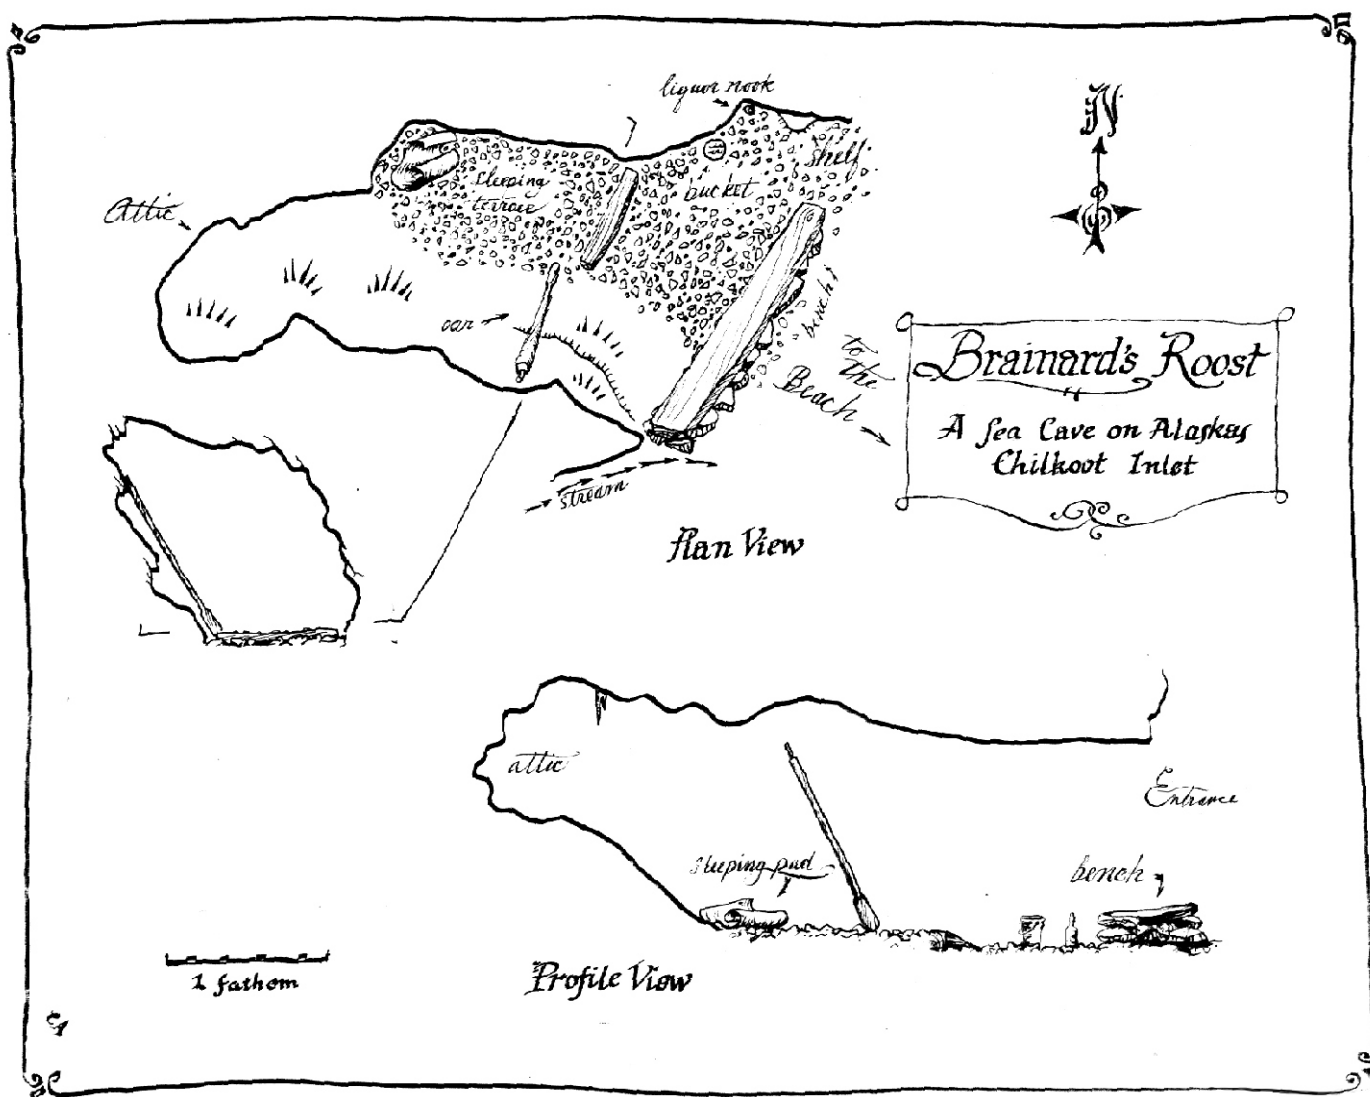 liquor nook
N
Attic
sleeping
terrace
bucket
shelf
oar
bench
to the
Beach
stream
Plan View
Brainard's Roost
A Sea Cave on Alaskas
Chilkoot Inlet
attic
Entrance
sleeping pad
bench
1 fathom
Profile View